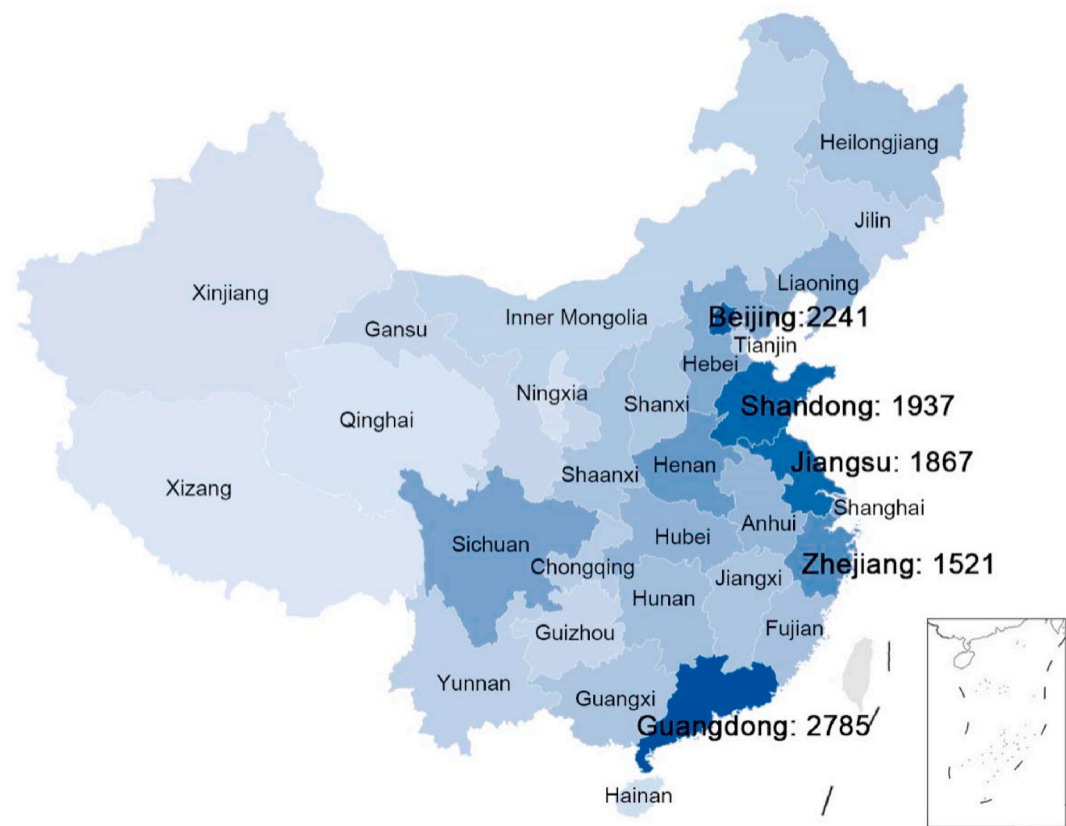 Heilongjiang
Jilin
Liaoning
Xinjiang
Beijing:2241
Inner Mongolia
Gansu
Tianjin
Hebei
Ningxia
Shanxi
Shandong: 1937
Qinghai
Henan
Jiangsu: 1867
Shaanxi
Xizang
Shanghai
Anhui
Hubei
Sichuan
Zhejiang: 1521
Chongqing
Jiangxi
Hunan
Guizhou
Fujian
Yunnan
Guangxi
Guangdong: 2785
Hainan